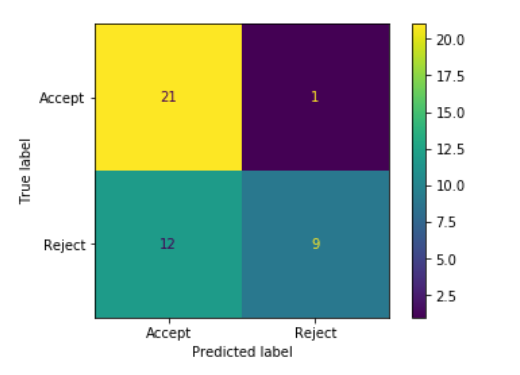 True label
Accept
Reject
21
1
12
9
Accept
Reject
Predicted label
20.0
17.5
15.0
12.5
10.0
7.5
5.0
2.5